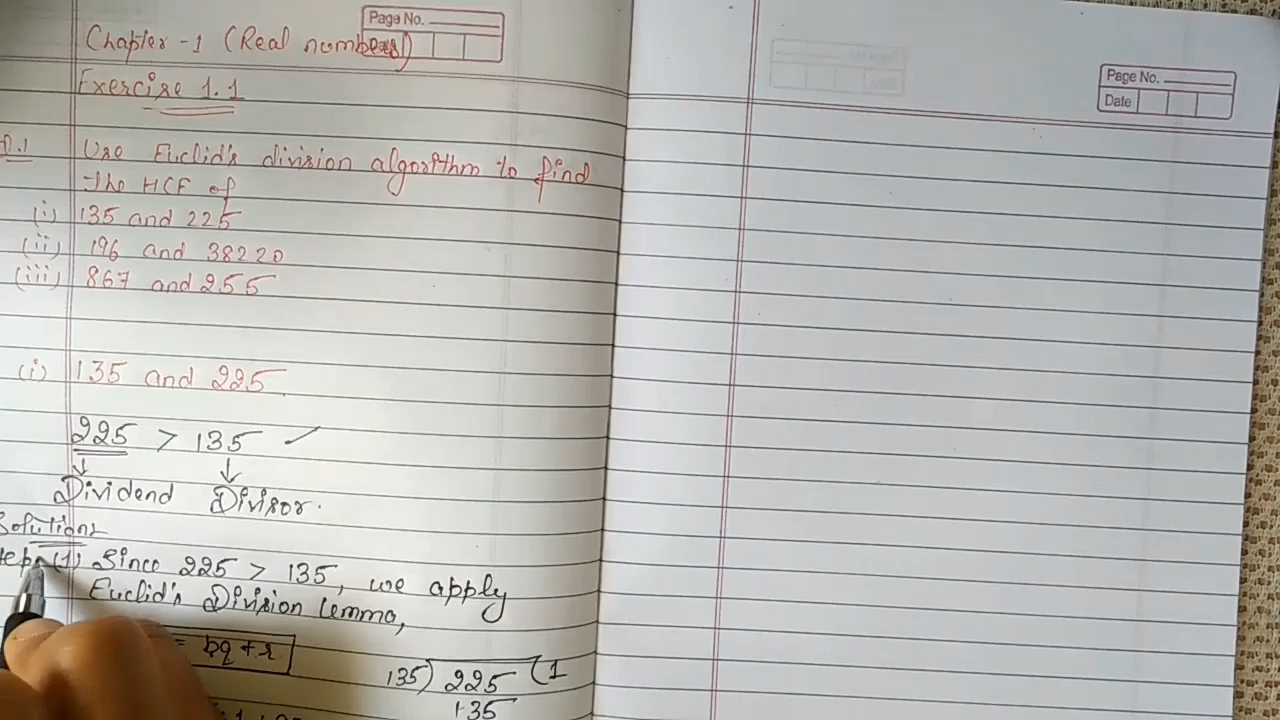 Page No.
Chapter -1 (Real numbers)
Exercise 1.1
Q.1 Use Euclid's division algorithm to find
the HCF of
(i) 135 and 225
(ii) 196 and 38220
(iii) 867 and 255
(i) 135 and 225
225 > 135 ✓
↓ ↓
Dividend Divisor.
Solution:
Step (1) Since 225 > 135, we apply
Euclid's Division lemma,
= bq + r
135) 225 (1
135
Page No.
Date